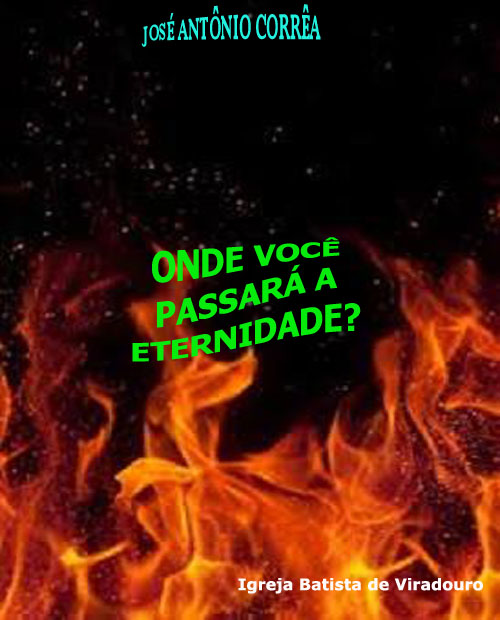 JOSÉ ANTÔNIO CORRÊA
ONDE VOCÊ
PASSARÁ A
ETERNIDADE?
Igreja Batista de Viradouro